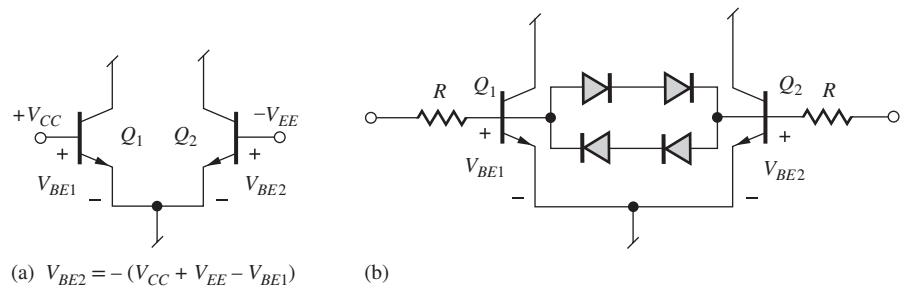 +V_CC Q_1 Q_2 −V_EE
+ +
V_BE1 V_BE2
− −
(a) V_BE2 = − (V_CC + V_EE − V_BE1)
R Q_1 Q_2 R
+ +
V_BE1 V_BE2
− −
(b)